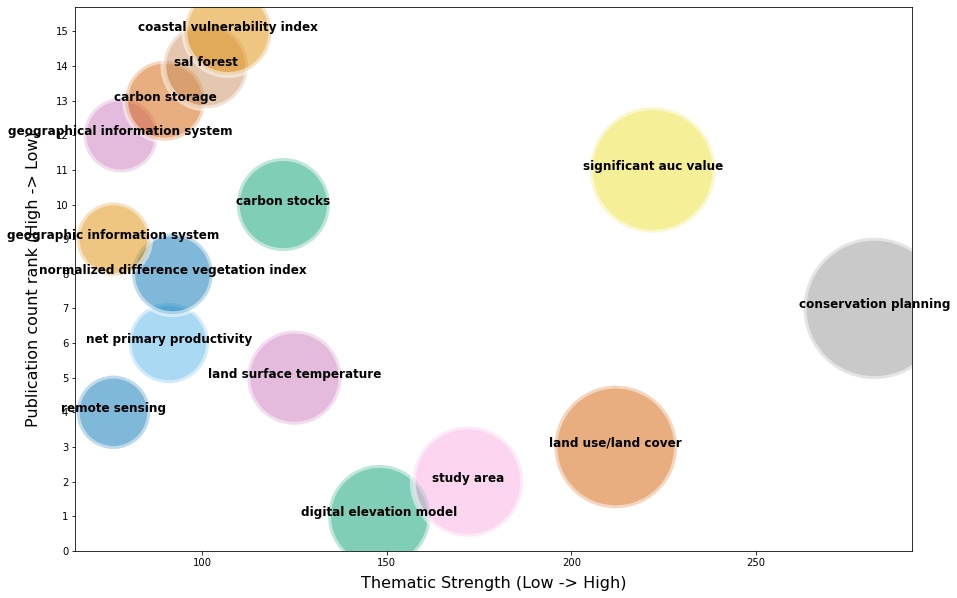 Publication count rank (High -> Low)
15
14
13
12
11
10
9
8
7
6
5
4
3
2
1
0
coastal vulnerability index
sal forest
carbon storage
geographical information system
significant auc value
carbon stocks
geographic information system
normalized difference vegetation index
conservation planning
net primary productivity
land surface temperature
remote sensing
land use/land cover
study area
digital elevation model
100 150 200 250
Thematic Strength (Low -> High)